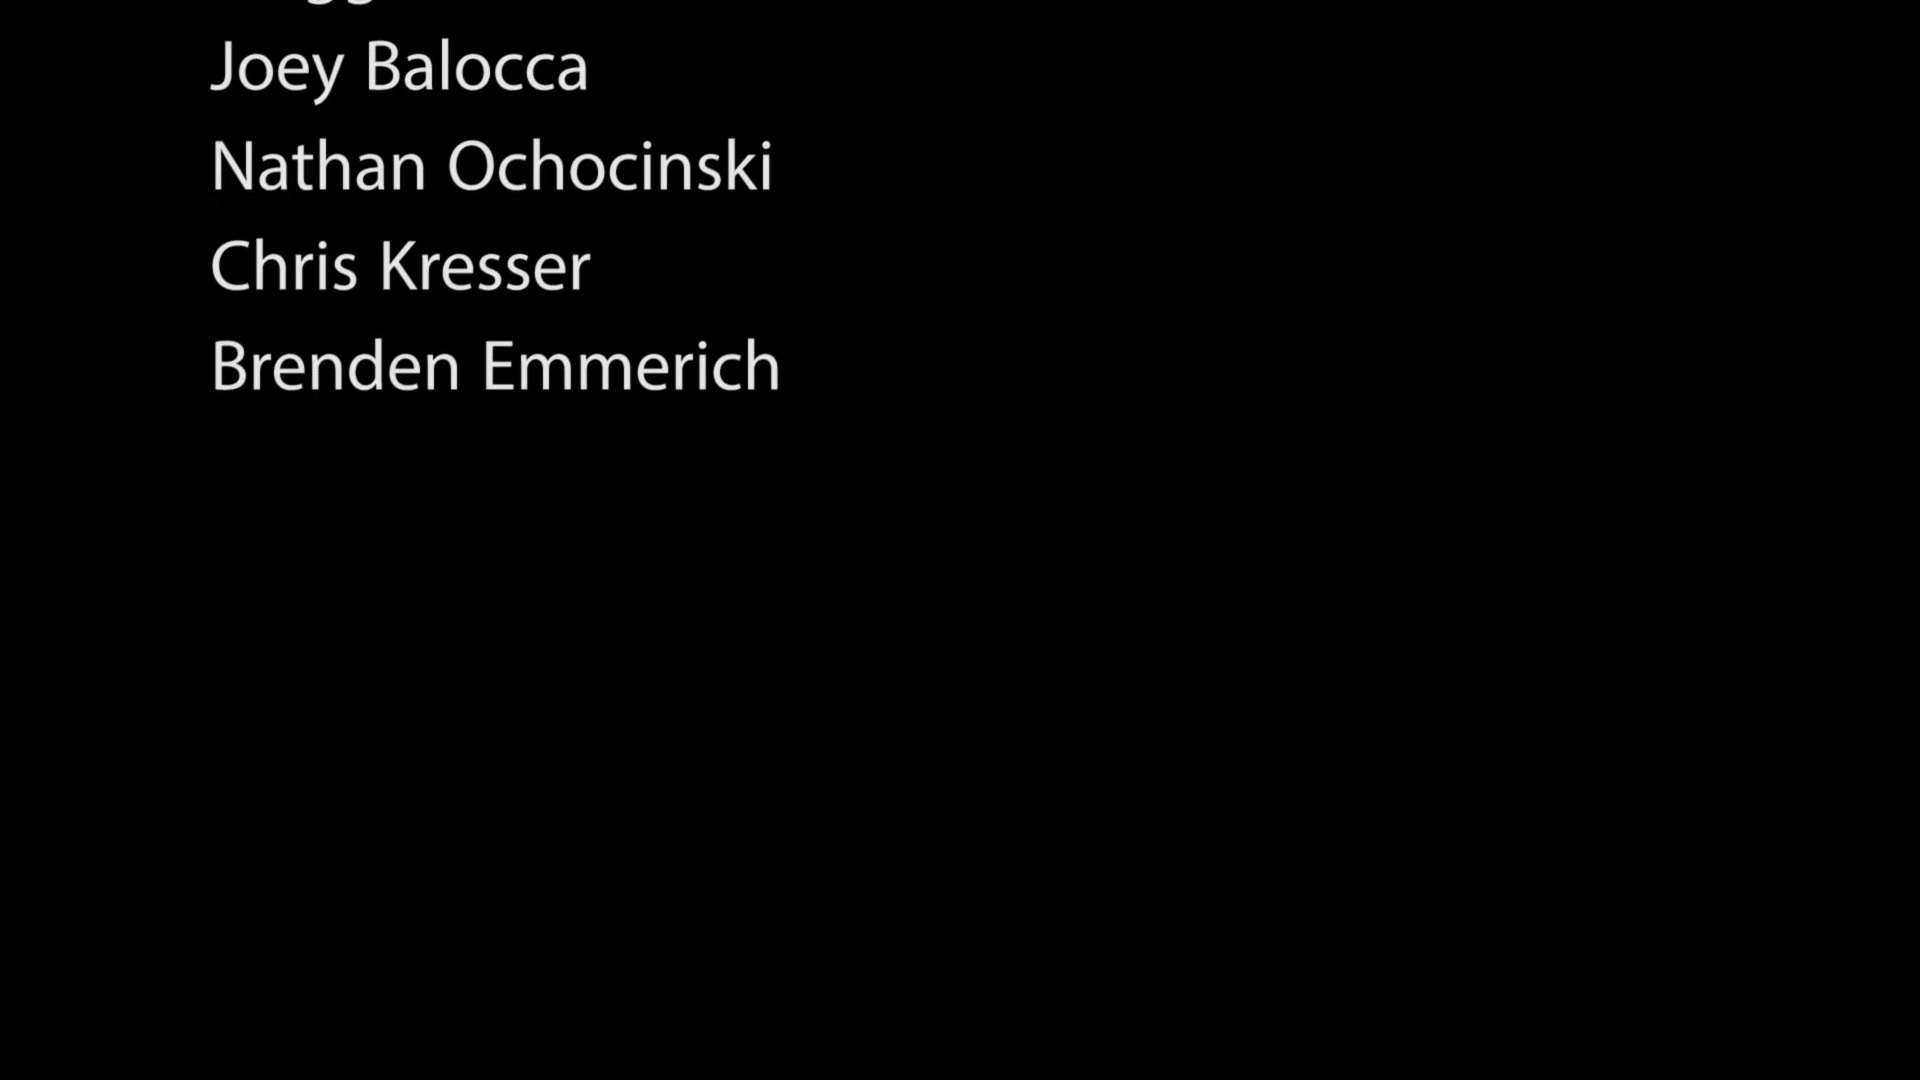 Joey Balocca
Nathan Ochocinski
Chris Kresser
Brenden Emmerich